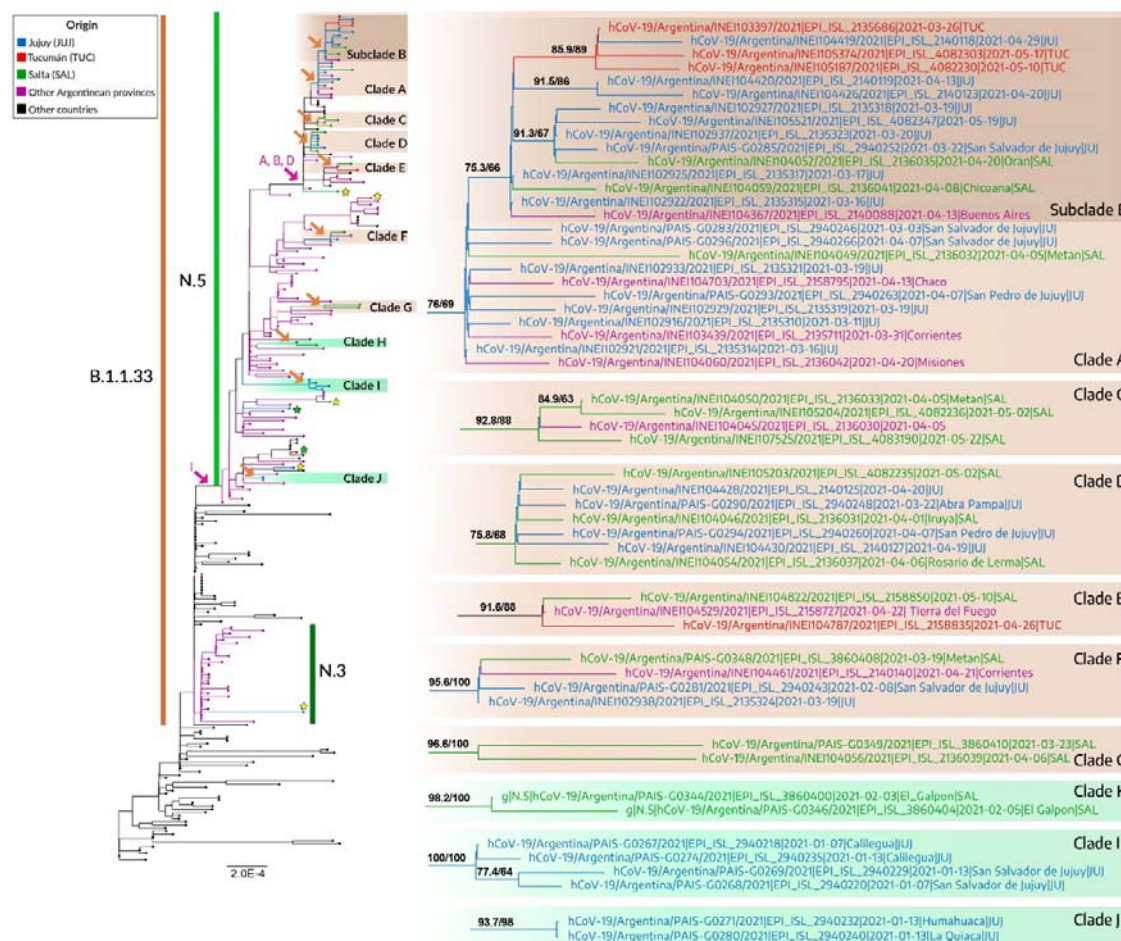 Origin
Jujuy (JUJ)
Tucumán (TUC)
Salta (SAL)
Other Argentinean provinces
Other countries
B.1.1.33
N.5
N.3
A, B, D
I
Subclade B
Clade A
Clade C
Clade D
Clade E
Clade F
Clade G
Clade H
Clade I
Clade J
2.0E-4
hCoV-19/Argentina/INEI103397/2021|EPI_ISL_2135686|2021-03-26|TUC
85.9/89
hCoV-19/Argentina/INEI104419/2021|EPI_ISL_2140118|2021-04-29|JUJ
hCoV-19/Argentina/INEI105374/2021|EPI_ISL_4082303|2021-05-17|TUC
hCoV-19/Argentina/INEI105187/2021|EPI_ISL_4082230|2021-05-10|TUC
91.5/86
hCoV-19/Argentina/INEI104420/2021|EPI_ISL_2140119|2021-04-13|JUJ
hCoV-19/Argentina/INEI104426/2021|EPI_ISL_2140123|2021-04-20|JUJ
hCoV-19/Argentina/INEI102927/2021|EPI_ISL_2135318|2021-03-19|JUJ
hCoV-19/Argentina/INEI105521/2021|EPI_ISL_4082347|2021-05-19|JUJ
91.3/67
hCoV-19/Argentina/INEI102937/2021|EPI_ISL_2135323|2021-03-20|JUJ
hCoV-19/Argentina/PAIS-G0285/2021|EPI_ISL_2940252|2021-03-22|San Salvador de Jujuy|JUJ
hCoV-19/Argentina/INEI104052/2021|EPI_ISL_2136035|2021-04-20|Oran|SAL
75.3/66
hCoV-19/Argentina/INEI102925/2021|EPI_ISL_2135317|2021-03-17|JUJ
hCoV-19/Argentina/INEI104059/2021|EPI_ISL_2136041|2021-04-08|Chicoana|SAL
hCoV-19/Argentina/INEI102922/2021|EPI_ISL_2135315|2021-03-16|JUJ
hCoV-19/Argentina/INEI104367/2021|EPI_ISL_2140088|2021-04-13|Buenos Aires
Subclade B
hCoV-19/Argentina/PAIS-G0283/2021|EPI_ISL_2940246|2021-03-03|San Salvador de Jujuy|JUJ
hCoV-19/Argentina/PAIS-G0296/2021|EPI_ISL_2940266|2021-04-07|San Salvador de Jujuy|JUJ
hCoV-19/Argentina/INEI104049/2021|EPI_ISL_2136032|2021-04-05|Metan|SAL
hCoV-19/Argentina/INEI102933/2021|EPI_ISL_2135321|2021-03-19|JUJ
hCoV-19/Argentina/INEI104703/2021|EPI_ISL_2158795|2021-04-13|Chaco
hCoV-19/Argentina/PAIS-G0293/2021|EPI_ISL_2940263|2021-04-07|San Pedro de Jujuy|JUJ
76/69
hCoV-19/Argentina/INEI102929/2021|EPI_ISL_2135319|2021-03-19|JUJ
hCoV-19/Argentina/INEI102916/2021|EPI_ISL_2135310|2021-03-11|JUJ
hCoV-19/Argentina/INEI103439/2021|EPI_ISL_2135711|2021-03-31|Corrientes
hCoV-19/Argentina/INEI102921/2021|EPI_ISL_2135314|2021-03-16|JUJ
hCoV-19/Argentina/INEI104060/2021|EPI_ISL_2136042|2021-04-20|Misiones
Clade A
84.9/63
hCoV-19/Argentina/INEI104050/2021|EPI_ISL_2136033|2021-04-05|Metan|SAL
hCoV-19/Argentina/INEI105204/2021|EPI_ISL_4082236|2021-05-02|SAL
92.8/88
hCoV-19/Argentina/INEI104045/2021|EPI_ISL_2136030|2021-04-05
hCoV-19/Argentina/INEI107525/2021|EPI_ISL_4083190|2021-05-22|SAL
hCoV-19/Argentina/INEI105203/2021|EPI_ISL_4082235|2021-05-02|SAL
hCoV-19/Argentina/INEI104428/2021|EPI_ISL_2140125|2021-04-20|JUJ
Clade D
hCoV-19/Argentina/PAIS-G0290/2021|EPI_ISL_2940248|2021-03-22|Abra Pampa|JUJ
hCoV-19/Argentina/INEI104046/2021|EPI_ISL_2136031|2021-04-01|Iruya|SAL
75.8/68
hCoV-19/Argentina/PAIS-G0294/2021|EPI_ISL_2940260|2021-04-07|San Pedro de Jujuy|JUJ
hCoV-19/Argentina/INEI104430/2021|EPI_ISL_2140127|2021-04-19|JUJ
hCoV-19/Argentina/INEI104054/2021|EPI_ISL_2136037|2021-04-06|Rosario de Lerma|SAL
hCoV-19/Argentina/INEI104822/2021|EPI_ISL_2158850|2021-05-10|SAL
91.6/88
hCoV-19/Argentina/INEI104529/2021|EPI_ISL_2158727|2021-04-22| Tierra del Fuego
hCoV-19/Argentina/INEI104787/2021|EPI_ISL_2158835|2021-04-26|TUC
hCoV-19/Argentina/PAIS-G0348/2021|EPI_ISL_3860408|2021-03-19|Metan|SAL
hCoV-19/Argentina/INEI104461/2021|EPI_ISL_2140140|2021-04-21|Corrientes
95.6/100
hCoV-19/Argentina/PAIS-G0281/2021|EPI_ISL_2940243|2021-02-08|San Salvador de Jujuy|JUJ
hCoV-19/Argentina/INEI102938/2021|EPI_ISL_2135324|2021-03-19|JUJ
96.6/100
hCoV-19/Argentina/PAIS-G0349/2021|EPI_ISL_3860410|2021-03-23|SAL
hCoV-19/Argentina/INEI104056/2021|EPI_ISL_2136039|2021-04-06|SAL
98.2/100
g|N.5|hCoV-19/Argentina/PAIS-G0344/2021|EPI_ISL_3860400|2021-02-03|El_Galpon|SAL
g|N.5|hCoV-19/Argentina/PAIS-G0346/2021|EPI_ISL_3860404|2021-02-05|El Galpon|SAL
hCoV-19/Argentina/PAIS-G0267/2021|EPI_ISL_2940218|2021-01-07|Calilegua|JUJ
Clade I
100/100
hCoV-19/Argentina/PAIS-G0274/2021|EPI_ISL_2940235|2021-01-13|Calilegua|JUJ
77.4/64
hCoV-19/Argentina/PAIS-G0269/2021|EPI_ISL_2940229|2021-01-13|San Salvador de Jujuy|JUJ
hCoV-19/Argentina/PAIS-G0268/2021|EPI_ISL_2940220|2021-01-07|San Salvador de Jujuy|JUJ
93.7/98
hCoV-19/Argentina/PAIS-G0271/2021|EPI_ISL_2940232|2021-01-13|Humahuaca|JUJ
Clade J
hCoV-19/Argentina/PAIS-G0280/2021|EPI_ISL_2940240|2021-01-13|La Quiaca|JUJ